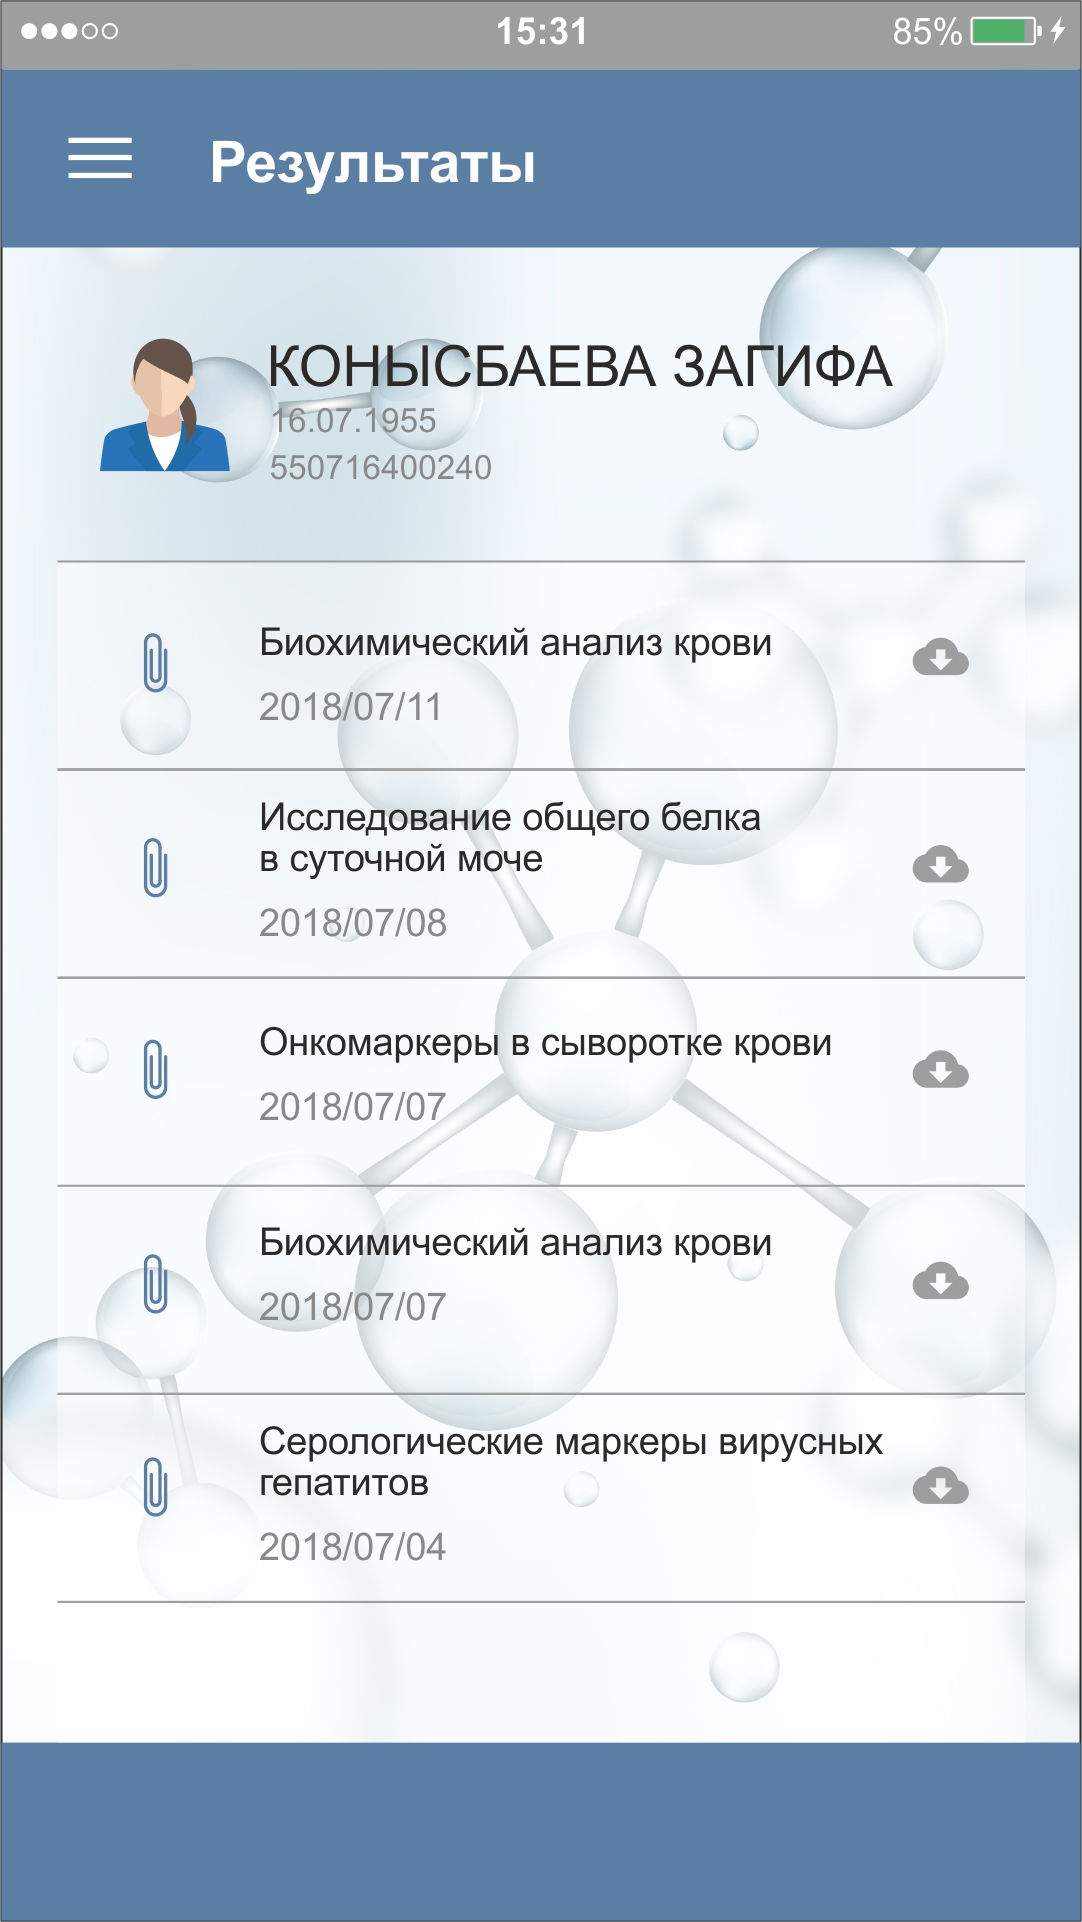 15:31
85%
Результаты
КОНЫСБАЕВА ЗАГИФА
16.07.1955
550716400240
Биохимический анализ крови
2018/07/11
Исследование общего белка
в суточной моче
2018/07/08
Онкомаркеры в сыворотке крови
2018/07/07
Биохимический анализ крови
2018/07/07
Серологические маркеры вирусных
гепатитов
2018/07/04